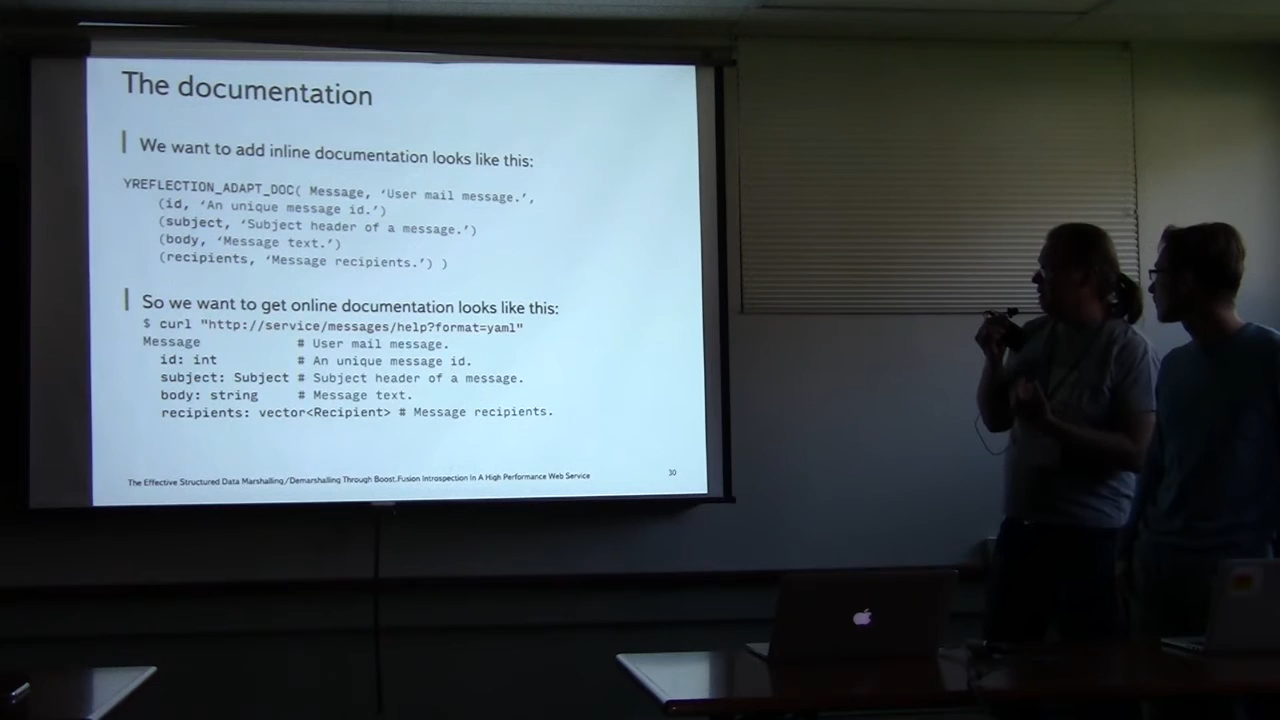 The documentation
We want to add inline documentation looks like this:
YREFLECTION_ADAPT_DOC( Message, ‘User mail message.’,
(id, ‘An unique message id.’)
(subject, ‘Subject header of a message.’)
(body, ‘Message text.’)
(recipients, ‘Message recipients.’) )
So we want to get online documentation looks like this:
$ curl "http://service/messages/help?format=yaml"
Message # User mail message.
id: int # An unique message id.
subject: Subject # Subject header of a message.
body: string # Message text.
recipients: vector<Recipient> # Message recipients.
The Effective Structured Data Marshalling/Demarshalling Through Boost.Fusion Introspection In A High Performance Web Service 30